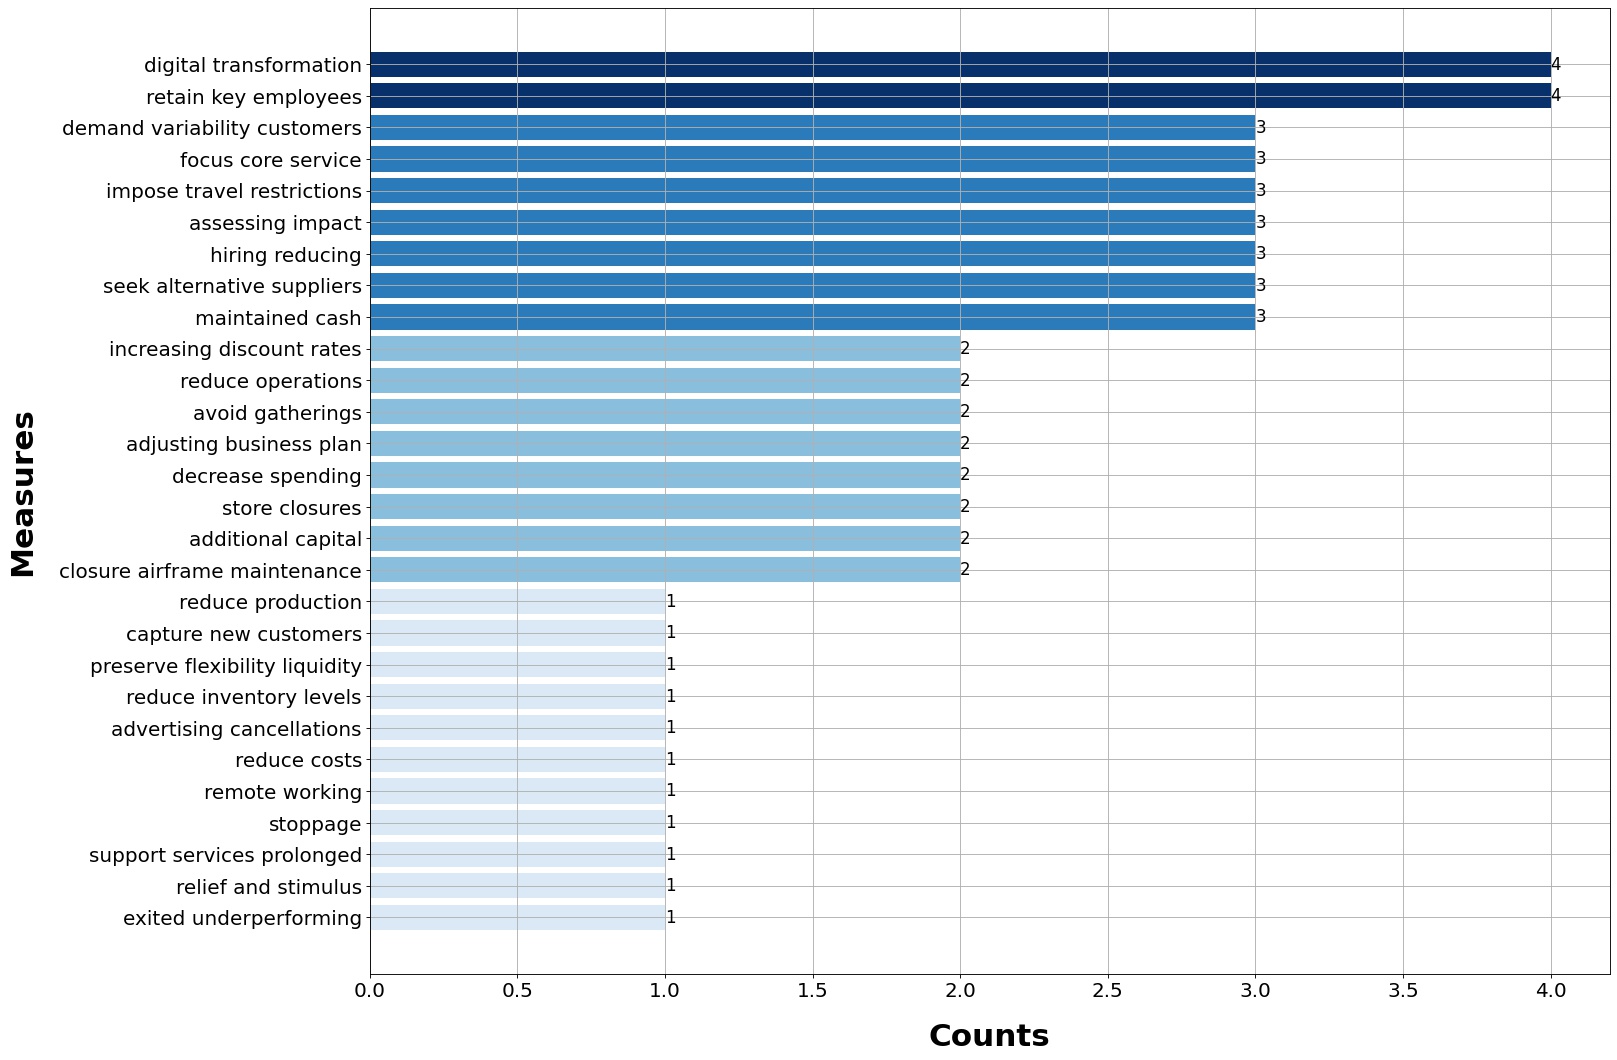 digital transformation 4
retain key employees 4
demand variability customers 3
focus core service 3
impose travel restrictions 3
assessing impact 3
hiring reducing 3
seek alternative suppliers 3
maintained cash 3
increasing discount rates 2
reduce operations 2
avoid gatherings 2
adjusting business plan 2
decrease spending 2
store closures 2
additional capital 2
closure airframe maintenance 2
reduce production 1
capture new customers 1
preserve flexibility liquidity 1
reduce inventory levels 1
advertising cancellations 1
reduce costs 1
remote working 1
stoppage 1
support services prolonged 1
relief and stimulus 1
exited underperforming 1
Measures
0.0 0.5 1.0 1.5 2.0 2.5 3.0 3.5 4.0
Counts